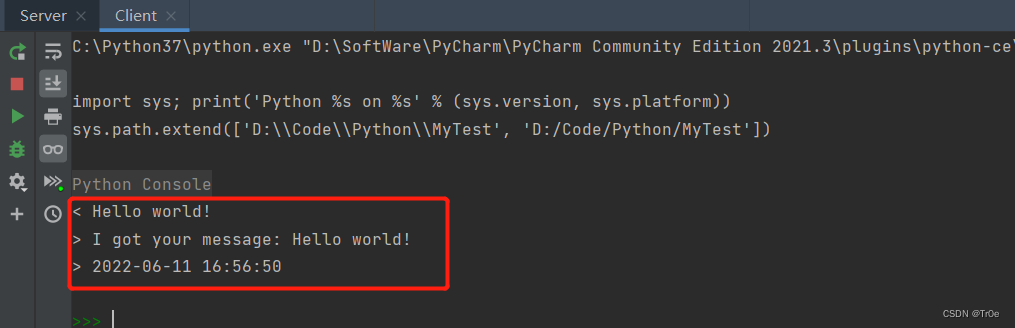 Server Client
C:\Python37\python.exe "D:\SoftWare\PyCharm\PyCharm Community Edition 2021.3\plugins\python-ce\
import sys; print('Python %s on %s' % (sys.version, sys.platform))
sys.path.extend(['D:\\Code\\Python\\MyTest', 'D:/Code/Python/MyTest'])
Python Console
< Hello world!
> I got your message: Hello world!
> 2022-06-11 16:56:50
>>>
CSDN @Tr0e